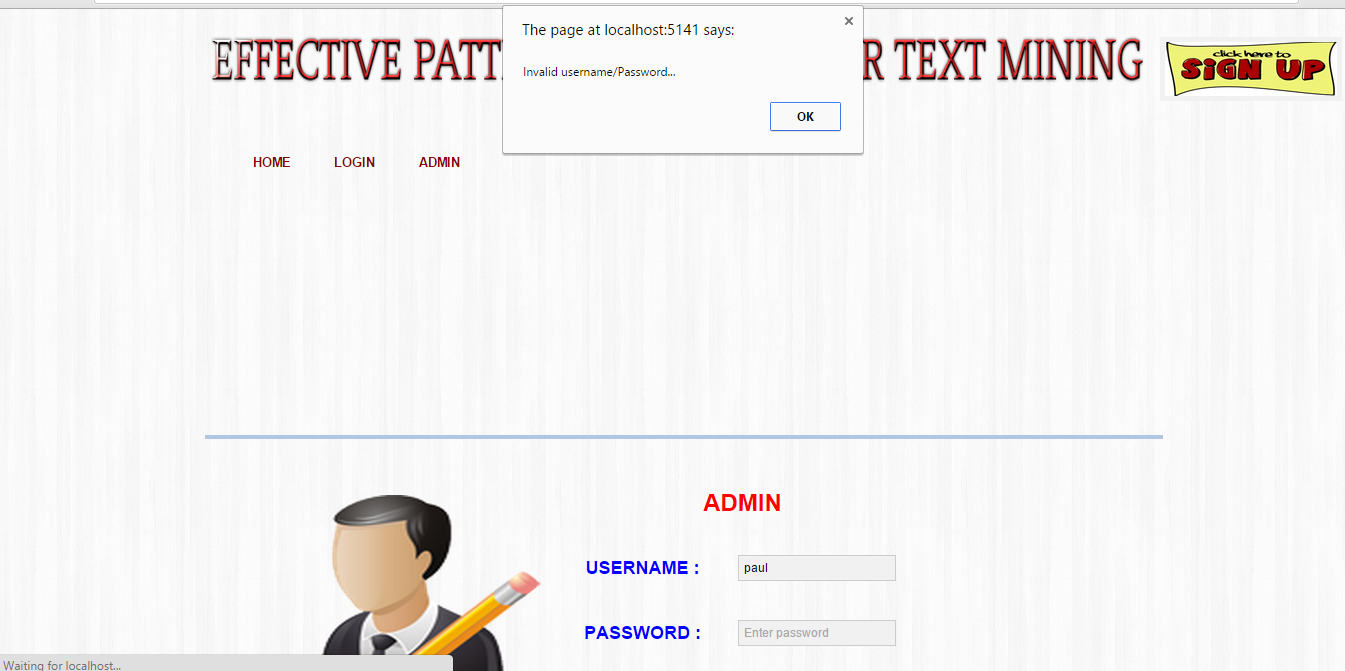 The page at localhost:5141 says:
Invalid username/Password...
OK
EFFECTIVE PATT
R TEXT MINING
click here to
SIGN UP
HOME LOGIN ADMIN
ADMIN
USERNAME : paul
PASSWORD : Enter password
Waiting for localhost...